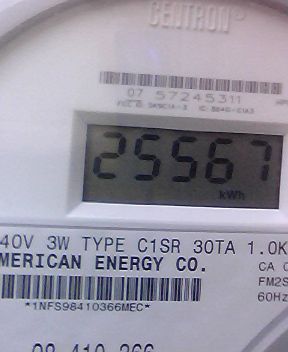 CENTRON
07 57245311
25567
kWh
40V 3W TYPE C1SR 30TA 1.0K
MERICAN ENERGY CO.
CA 0
FM2S
60Hz
*1NFS98410366MEC*
98 410 366